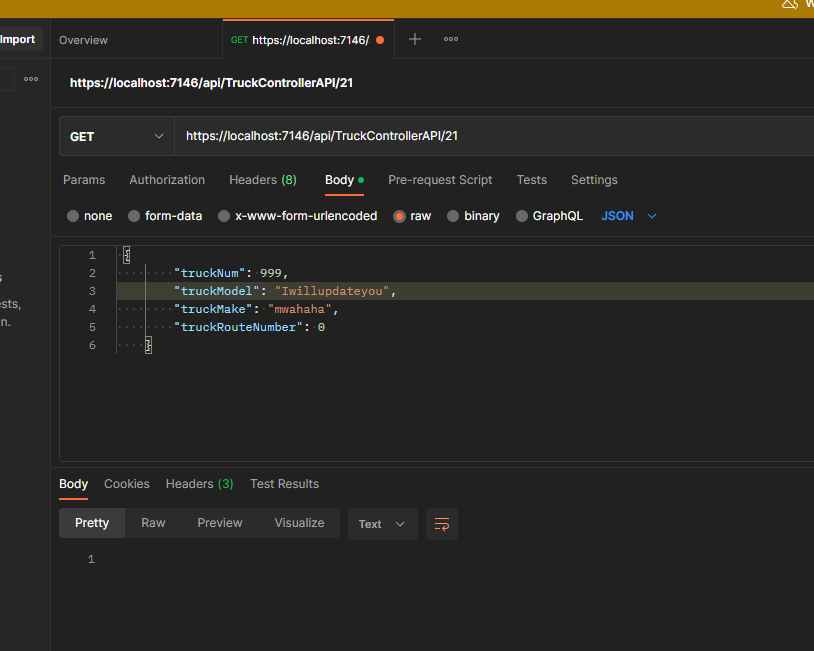 Import
Overview
GET https://localhost:7146/
https://localhost:7146/api/TruckControllerAPI/21
GET
https://localhost:7146/api/TruckControllerAPI/21
Params Authorization Headers (8) Body Pre-request Script Tests Settings
none form-data x-www-form-urlencoded raw binary GraphQL JSON
1 {
2 "truckNum": 999,
3 "truckModel": "Iwillupdateyou",
4 "truckMake": "mwahaha",
5 "truckRouteNumber": 0
6 }
Body Cookies Headers (3) Test Results
Pretty Raw Preview Visualize Text
1